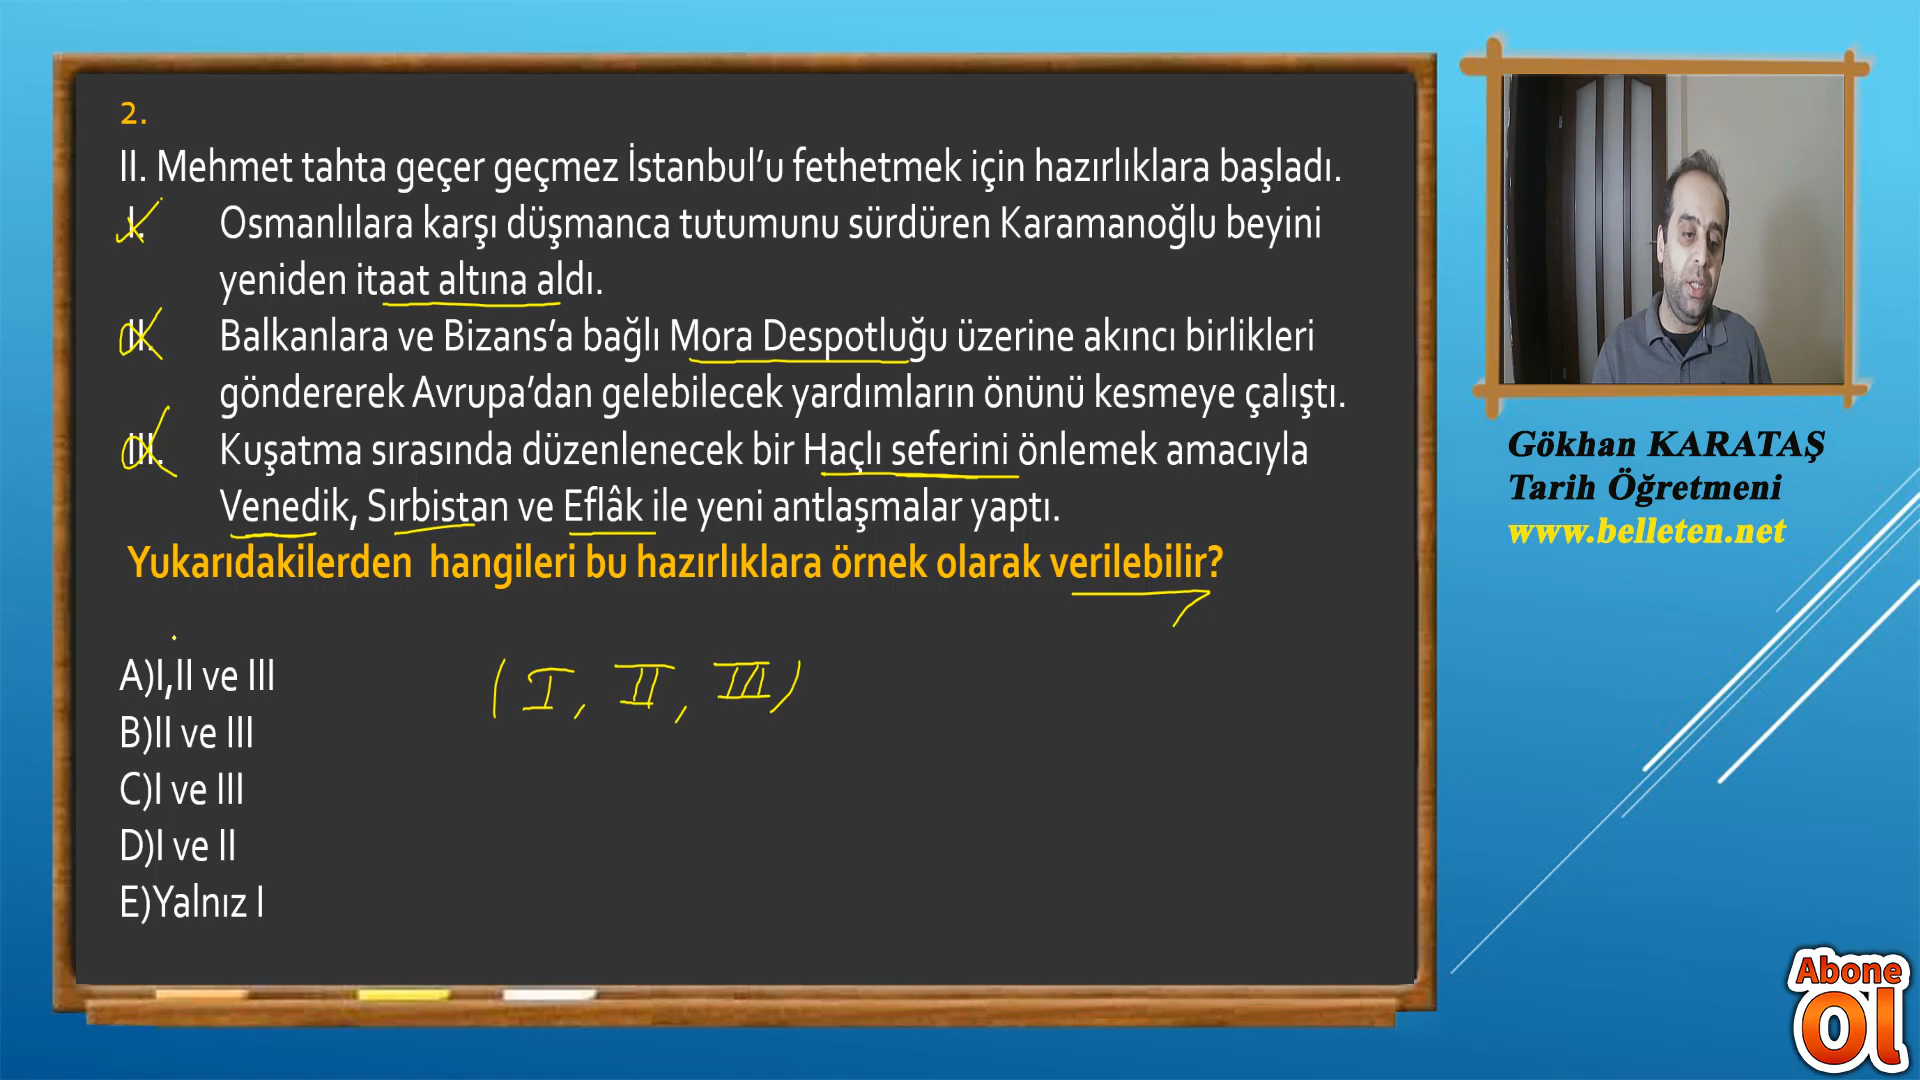 2.
II. Mehmet tahta geçer geçmez İstanbul’u fethetmek için hazırlıklara başladı.
I. Osmanlılara karşı düşmanca tutumunu sürdüren Karamanoğlu beyini
yeniden itaat altına aldı.
II. Balkanlara ve Bizans’a bağlı Mora Despotluğu üzerine akıncı birlikleri
göndererek Avrupa’dan gelebilecek yardımların önünü kesmeye çalıştı.
III. Kuşatma sırasında düzenlenecek bir Haçlı seferini önlemek amacıyla
Venedik, Sırbistan ve Eflâk ile yeni antlaşmalar yaptı.
Yukarıdakilerden hangileri bu hazırlıklara örnek olarak verilebilir?
A)I,II ve III
(I, II, III)
B)II ve III
C)I ve III
D)I ve II
E)Yalnız I
Gökhan KARATAŞ
Tarih Öğretmeni
www.belleten.net
Abone
Ol